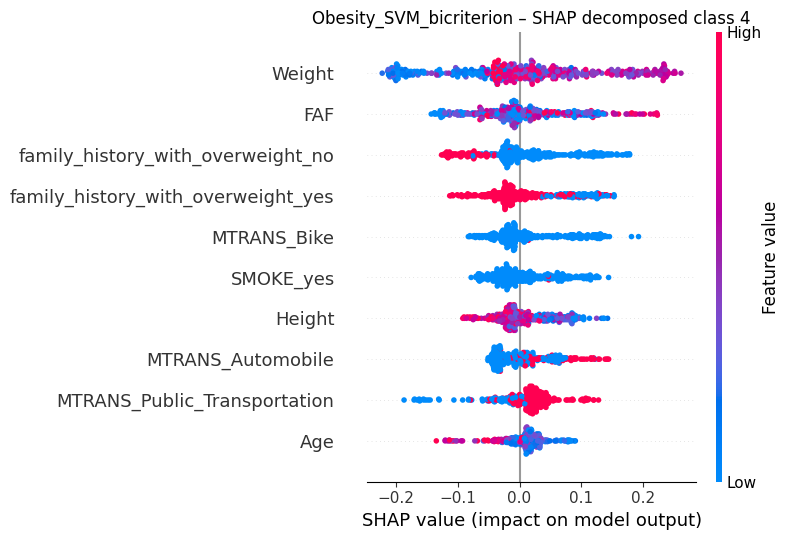 Obesity_SVM_bicriterion – SHAP decomposed class 4
High
Weight
FAF
family_history_with_overweight_no
family_history_with_overweight_yes
MTRANS_Bike
SMOKE_yes
Height
MTRANS_Automobile
MTRANS_Public_Transportation
Age
Feature value
Low
−0.2 −0.1 0.0 0.1 0.2
SHAP value (impact on model output)